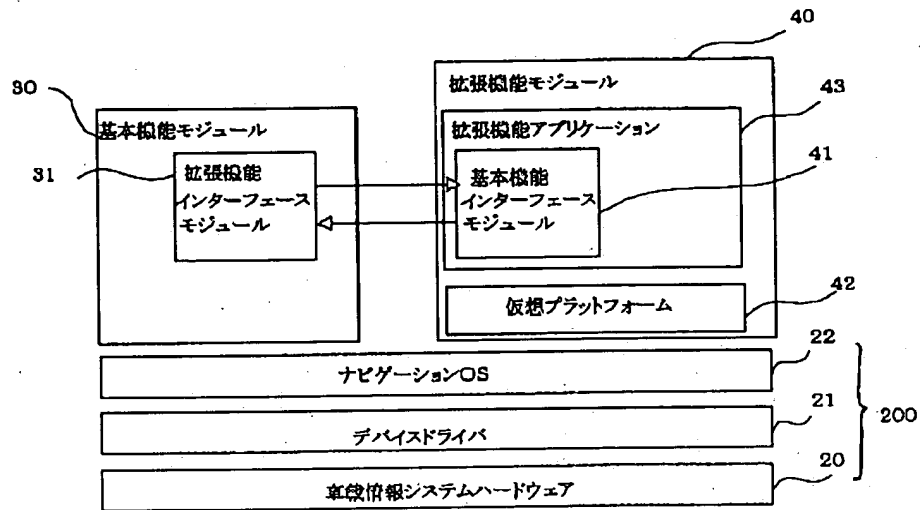 40
拡張機能モジュール
43
30
基本機能モジュール
拡張機能アプリケーション
31
拡張機能
インターフェース
モジュール
基本機能
インターフェース
モジュール
41
仮想プラットフォーム
42
22
ナビゲーションOS
21
200
デバイスドライバ
20
車載情報システムハードウェア